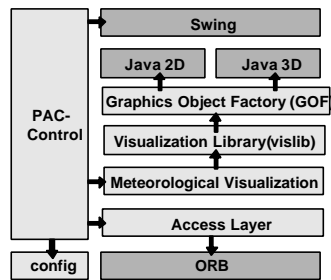 Swing
Java 2D
Java 3D
Graphics Object Factory (GOF
PAC-
Control
Visualization Library(vislib)
Meteorological Visualization
Access Layer
config
ORB